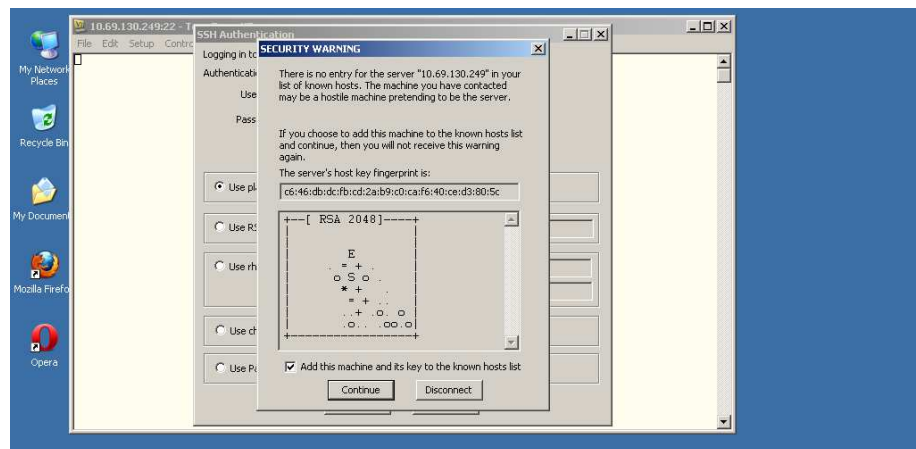 10.69.130.249:22 - T
SSH Authentication
File Edit Setup Contro
Logging in to
SECURITY WARNING
Authenticati
There is no entry for the server "10.69.130.249" in your
list of known hosts. The machine you have contacted
may be a hostile machine pretending to be the server.
My Network
Places
Use
Pass
If you choose to add this machine to the known hosts list
and continue, then you will not receive this warning
again.
Recycle Bin
The server's host key fingerprint is:
Use pl
c6:46:db:dc:fb:cd:2a:b9:c0:ca:f6:40:ce:d3:80:5c
My Document
+--[ RSA 2048]----+
Use RS
E
. = + .
Use rh
o S o .
* + .
Mozilla Firefo
= + . .
. . + . o. o
. o. . . oo.o|
+-----------------+
Use ch
Opera
Use Pa
Add this machine and its key to the known hosts list
Continue Disconnect